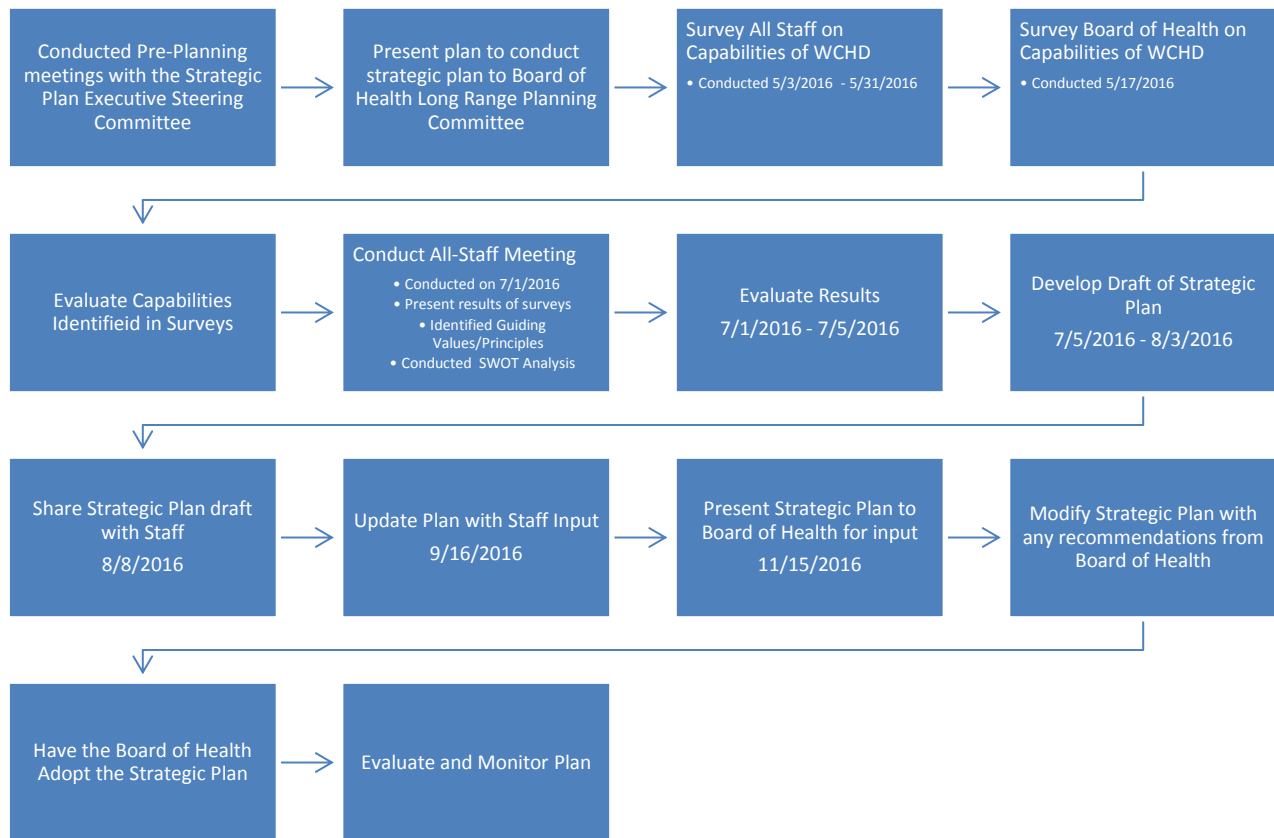 Conducted Pre-Planning
meetings with the Strategic
Plan Executive Steering
Committee
Present plan to conduct
strategic plan to Board of
Health Long Range Planning
Committee
Survey All Staff on
Capabilities of WCHD
• Conducted 5/3/2016 - 5/31/2016
Survey Board of Health on
Capabilities of WCHD
• Conducted 5/17/2016
Evaluate Capabilities
Identifieid in Surveys
Conduct All-Staff Meeting
• Conducted on 7/1/2016
• Present results of surveys
• Identified Guiding
Values/Principles
• Conducted SWOT Analysis
Evaluate Results
7/1/2016 - 7/5/2016
Develop Draft of Strategic
Plan
7/5/2016 - 8/3/2016
Share Strategic Plan draft
with Staff
8/8/2016
Update Plan with Staff Input
9/16/2016
Present Strategic Plan to
Board of Health for input
11/15/2016
Modify Strategic Plan with
any recommendations from
Board of Health
Have the Board of Health
Adopt the Strategic Plan
Evaluate and Monitor Plan